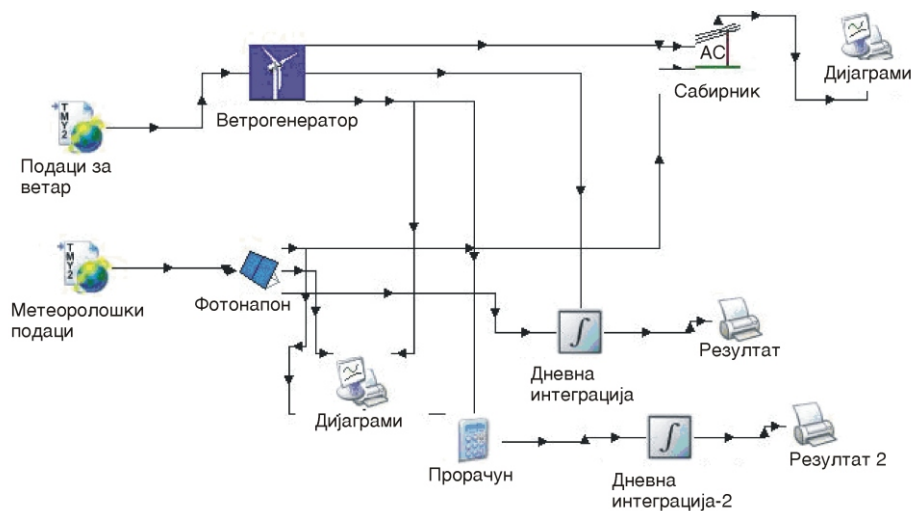 AC
Сабирник
Дијаграми
TMY2
Ветрогенератор
Подаци за
ветар
TMY2
Метеоролошки
подаци
Фотонапон
Дневна
интеграција
Резултат
Дијаграми
Прорачун
Дневна
интеграција-2
Резултат 2